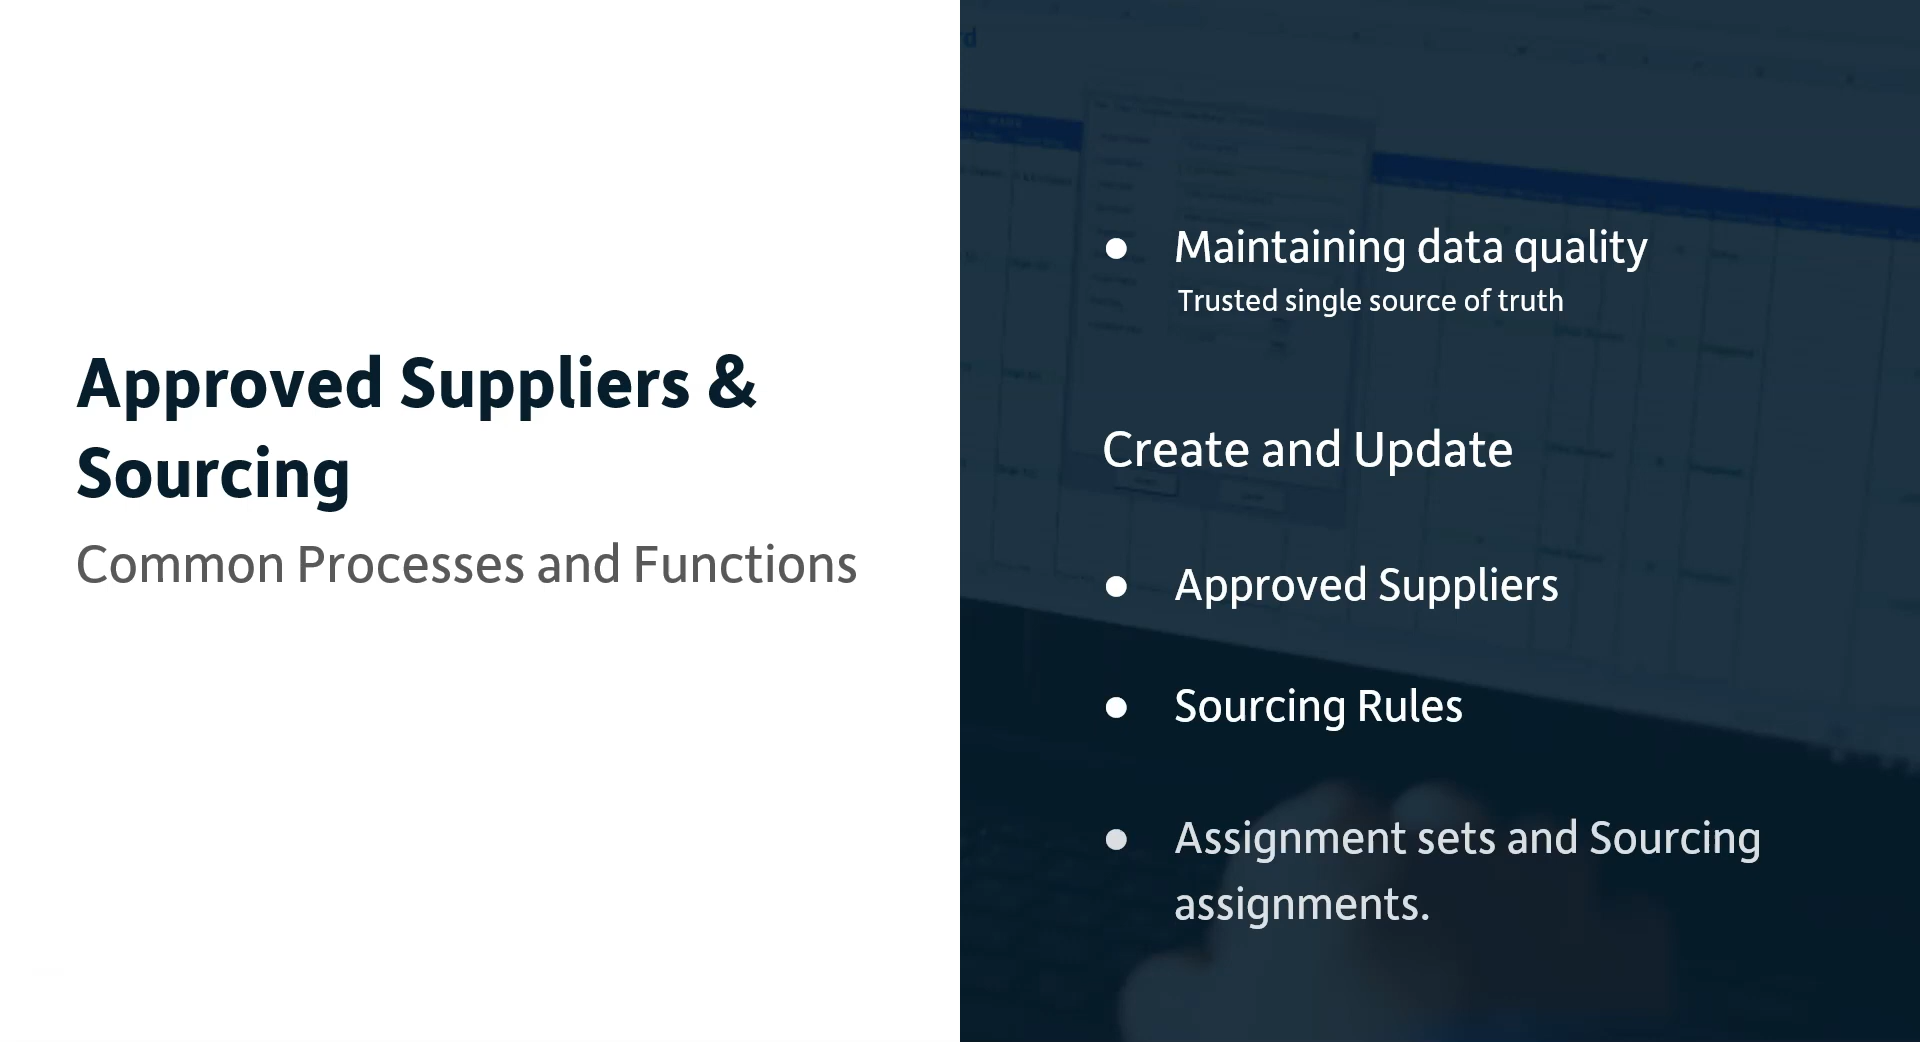 Approved Suppliers &
Sourcing
Common Processes and Functions
● Maintaining data quality
Trusted single source of truth
Create and Update
● Approved Suppliers
● Sourcing Rules
● Assignment sets and Sourcing
assignments.